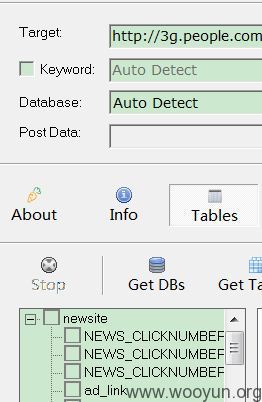 Target:
http://3g.people.com
Keyword:
Auto Detect
Database:
Auto Detect
Post Data:
About
Info
Tables
Stop
Get DBs
Get Ta
newsite
NEWS_CLICKNUMBEF
NEWS_CLICKNUMBEF
NEWS_CLICKNUMBEF
ad_link
www.wooyun.org